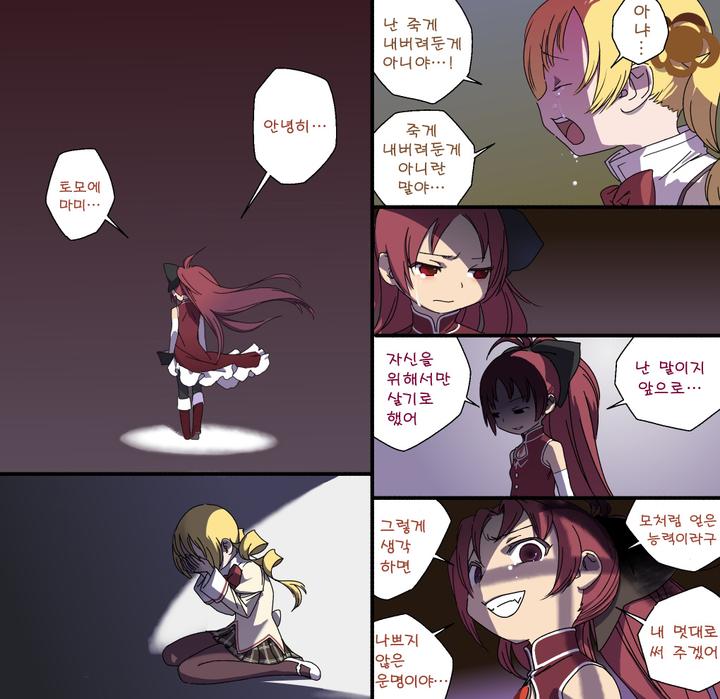 아
냐
…
난 죽게
내버려둔게
아니야…!
죽게
내버려둔게
아니란
말야…
난 말이지
앞으로…
자신을
위해서만
살기로
했어
모처럼 얻은
능력이라구
내 멋대로
써 주겠어
그렇게
생각
하면
나쁘지
않은
운명이야…
안녕히…
토모에
마미…